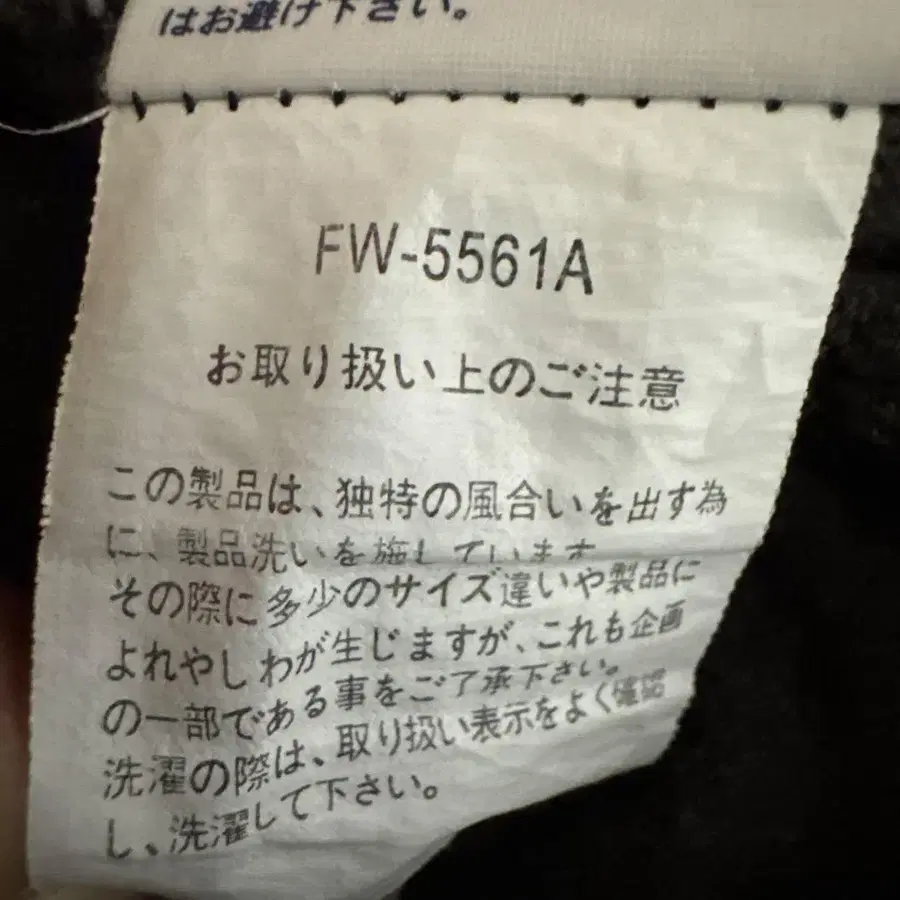 はお避け下さい。
FW-5561A
お取り扱い上のご注意
この製品は、独特の風合いを出す為
に、製品洗いを施しています
その際に多少のサイズ違いや製品に
よれやしわが生じますが、これも企画
の一部である事をご了承下さい。
洗濯の際は、取り扱い表示をよく確認
し、洗濯して下さい。